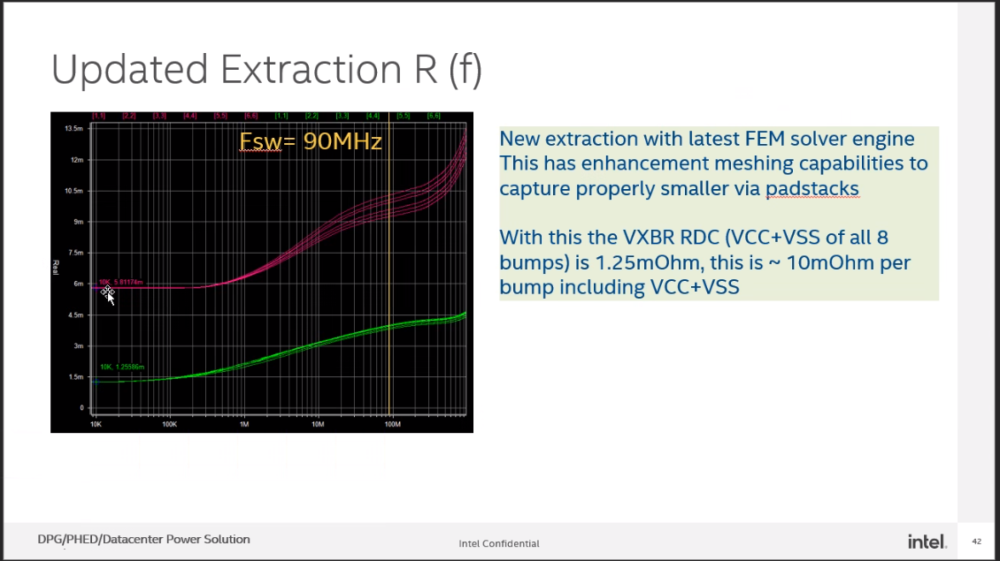 Updated Extraction R (f)
[1,1] [2,2] [3,3] [4,4] [5,5] [6,6] [1,1] [2,2] [3,3] [4,4] [5,5] [6,6]
Fsw= 90MHz
13.5m
12m
10.5m
9m
7.5m
Real
6m
10K, 5.81174m
4.5m
3m
10K, 1.25586m
1.5m
0
10K 100K 1M 10M 100M
New extraction with latest FEM solver engine
This has enhancement meshing capabilities to
capture properly smaller via padstacks
With this the VXBR RDC (VCC+VSS of all 8
bumps) is 1.25mOhm, this is ~ 10mOhm per
bump including VCC+VSS
DPG/PHED/Datacenter Power Solution
Intel Confidential
intel.
42